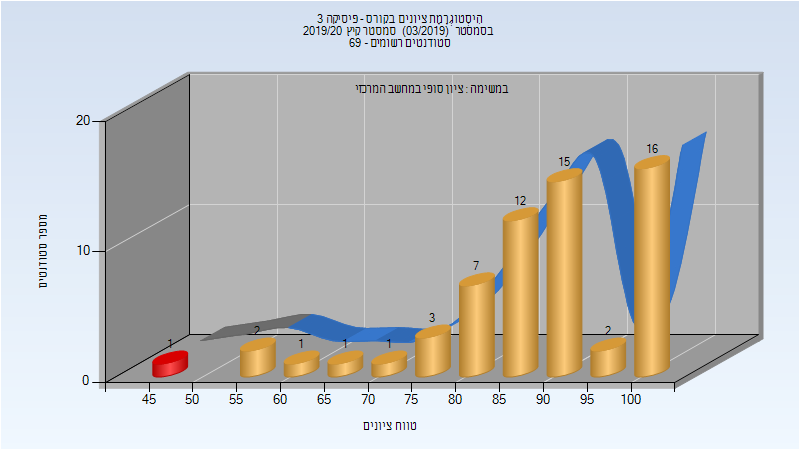 היסטוגרמת ציונים בקורס - פיסיקה 3
בסמסטר (03/2019) סמסטר קיץ 2019/20
סטודנטים רשומים - 69
במשימה : ציון סופי במחשב המרכזי
20
10
0
מספר סטודנטים
1
2
1
1
1
3
7
12
15
2
16
45 50 55 60 65 70 75 80 85 90 95 100
טווח ציונים